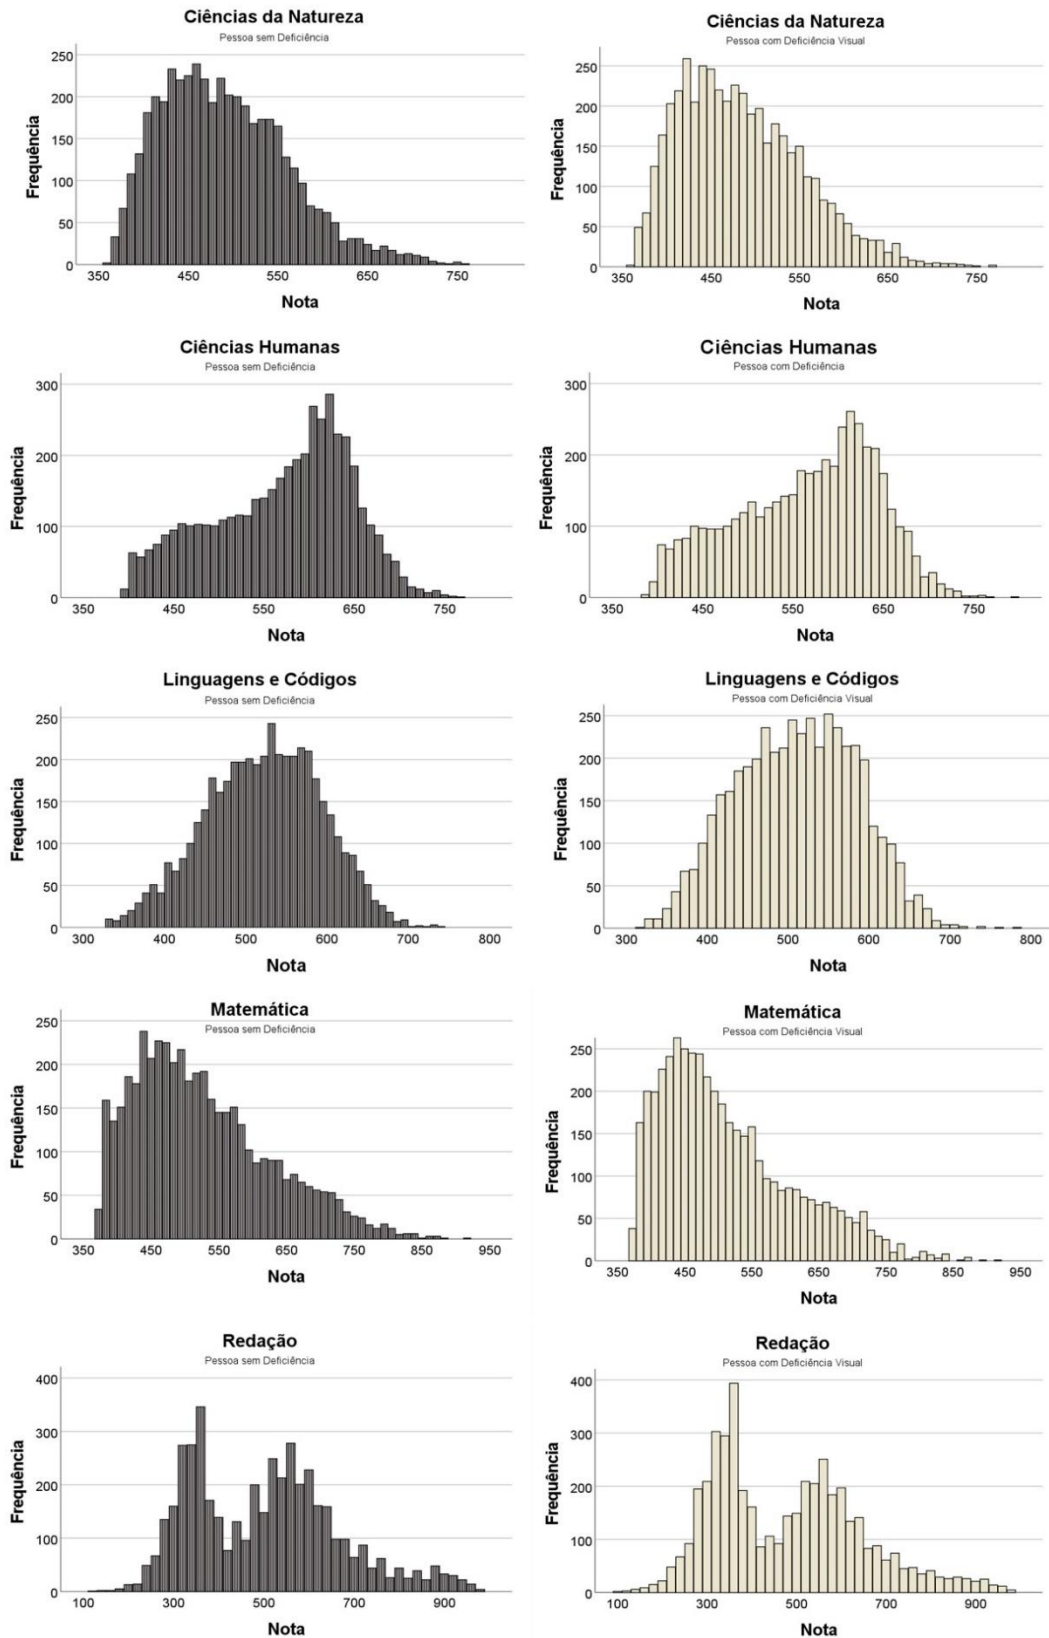 Ciências da Natureza
Pessoa sem Deficiência
Frequência
250
200
150
100
50
0
350 450 550 650 750
Nota
Ciências da Natureza
Pessoa com Deficiência Visual
Frequência
250
200
150
100
50
0
350 450 550 650 750
Nota
Ciências Humanas
Pessoa sem Deficiência
Frequência
300
200
100
0
350 450 550 650 750
Nota
Ciências Humanas
Pessoa com Deficiência
Frequência
300
200
100
0
350 450 550 650 750
Nota
Linguagens e Códigos
Pessoa sem Deficiência
Frequência
250
200
150
100
50
0
300 400 500 600 700 800
Nota
Linguagens e Códigos
Pessoa com Deficiência Visual
Frequência
250
200
150
100
50
0
300 400 500 600 700 800
Nota
Matemática
Pessoa sem Deficiência
Frequência
250
200
150
100
50
0
350 450 550 650 750 850 950
Nota
Matemática
Pessoa com Deficiência Visual
Frequência
250
200
150
100
50
0
350 450 550 650 750 850 950
Nota
Redação
Pessoa sem Deficiência
Frequência
400
300
200
100
0
100 300 500 700 900
Nota
Redação
Pessoa com Deficiência Visual
Frequência
400
300
200
100
0
100 300 500 700 900
Nota